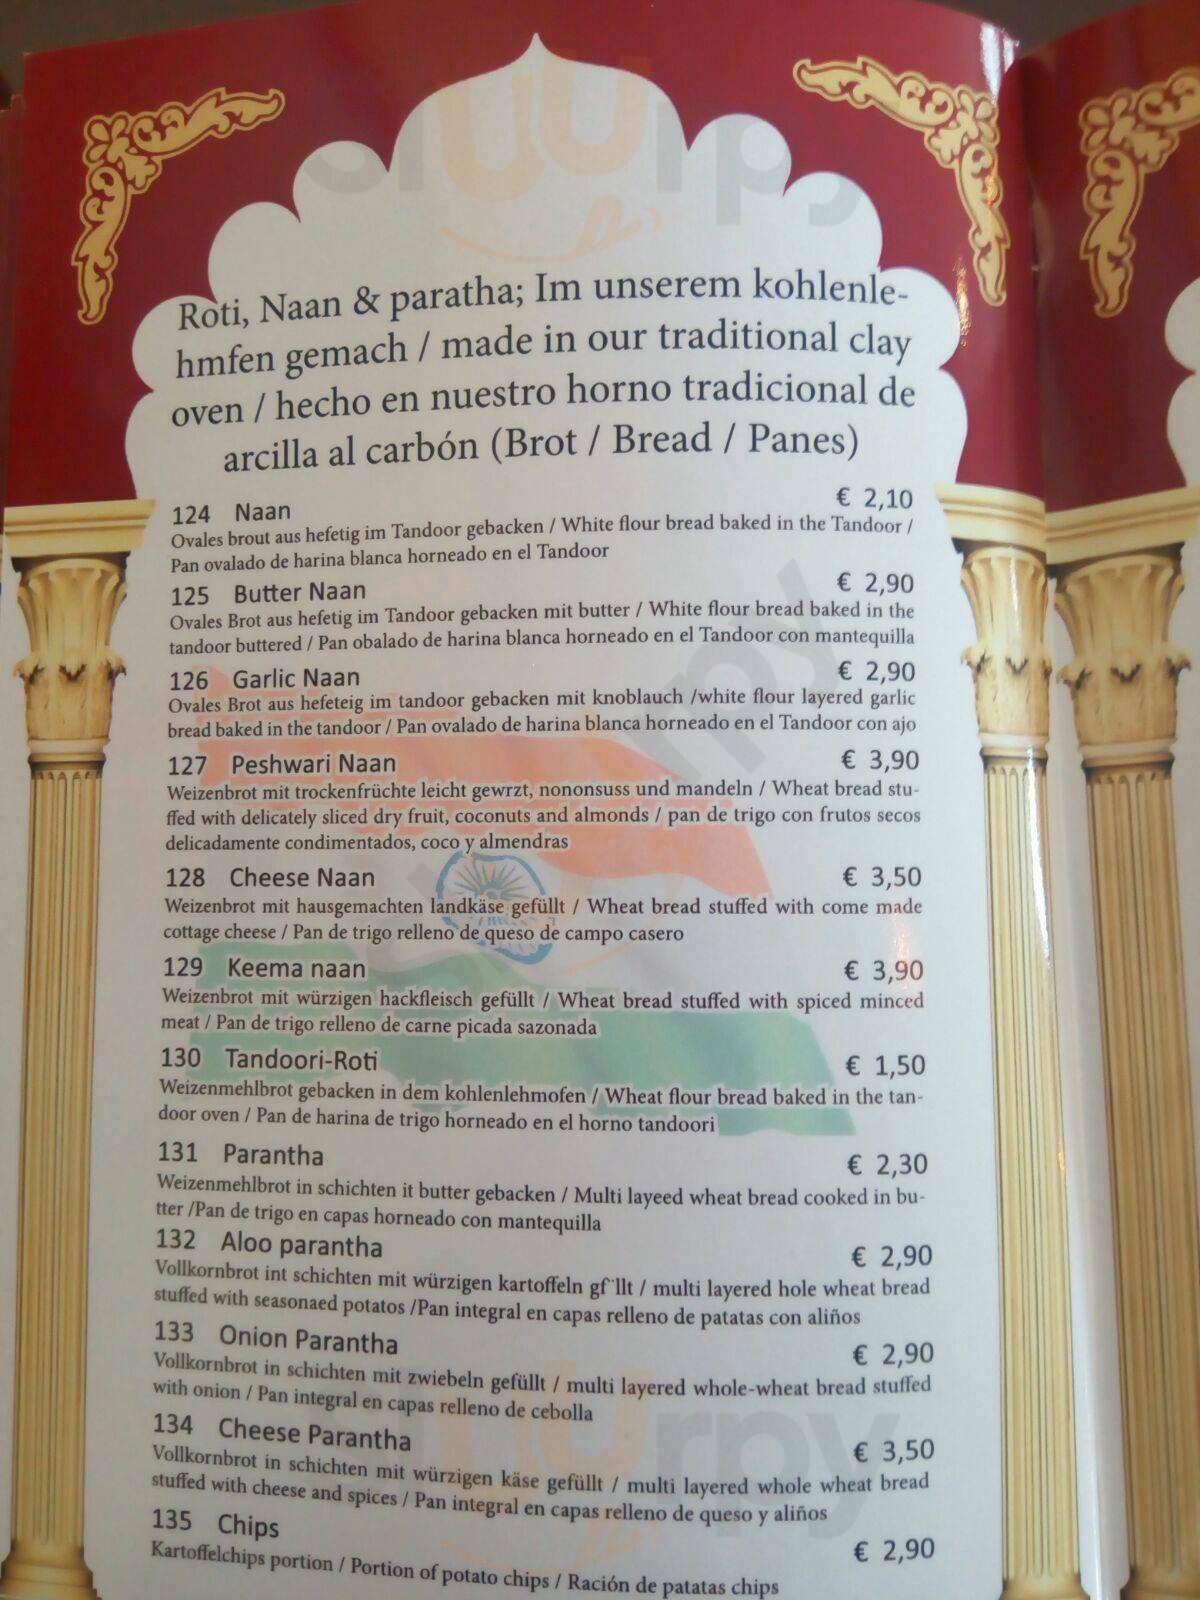 Roti, Naan & paratha; Im unserem kohlenle-
hmfen gemach / made in our traditional clay
oven / hecho en nuestro horno tradicional de
arcilla al carbón (Brot / Bread / Panes)
124 Naan € 2,10
Ovales brout aus hefetig im Tandoor gebacken / White flour bread baked in the Tandoor /
Pan ovalado de harina blanca horneado en el Tandoor
125 Butter Naan € 2,90
Ovales Brot aus hefetig im Tandoor gebacken mit butter / White flour bread baked in the
tandoor buttered / Pan obalado de harina blanca horneado en el Tandoor con mantequilla
126 Garlic Naan € 2,90
Ovales Brot aus hefeteig im tandoor gebacken mit knoblauch /white flour layered garlic
bread baked in the tandoor / Pan ovalado de harina blanca horneado en el Tandoor con ajo
127 Peshwari Naan € 3,90
Weizenbrot mit trockenfrüchte leicht gewrzt, nononsuss und mandeln / Wheat bread stu-
ffed with delicately sliced dry fruit, coconuts and almonds / pan de trigo con frutos secos
delicadamente condimentados, coco y almendras
128 Cheese Naan € 3,50
Weizenbrot mit hausgemachten landkäse gefüllt / Wheat bread stuffed with come made
cottage cheese / Pan de trigo relleno de queso de campo casero
129 Keema naan € 3,90
Weizenbrot mit würzigen hackfleisch gefüllt / Wheat bread stuffed with spiced minced
meat / Pan de trigo relleno de carne picada sazonada
130 Tandoori-Roti € 1,50
Weizenmehlbrot gebacken in dem kohlenlehmofen / Wheat flour bread baked in the tan-
door oven / Pan de harina de trigo horneado en el horno tandoori
131 Parantha € 2,30
Weizenmehlbrot in schichten it butter gebacken / Multi layeed wheat bread cooked in bu-
tter /Pan de trigo en capas horneado con mantequilla
132 Aloo parantha € 2,90
Vollkornbrot int schichten mit würzigen kartoffeln gf¨llt / multi layered hole wheat bread
stuffed with seasonaed potatos /Pan integral en capas relleno de patatas con aliños
133 Onion Parantha € 2,90
Vollkornbrot in schichten mit zwiebeln gefüllt / multi layered whole-wheat bread stuffed
with onion / Pan integral en capas relleno de cebolla
134 Cheese Parantha € 3,50
Vollkornbrot in schichten mit würzigen käse gefüllt / multi layered whole wheat bread
stuffed with cheese and spices / Pan integral en capas relleno de queso y aliños
135 Chips € 2,90
Kartoffelchips portion / Portion of potato chips / Ración de patatas chips